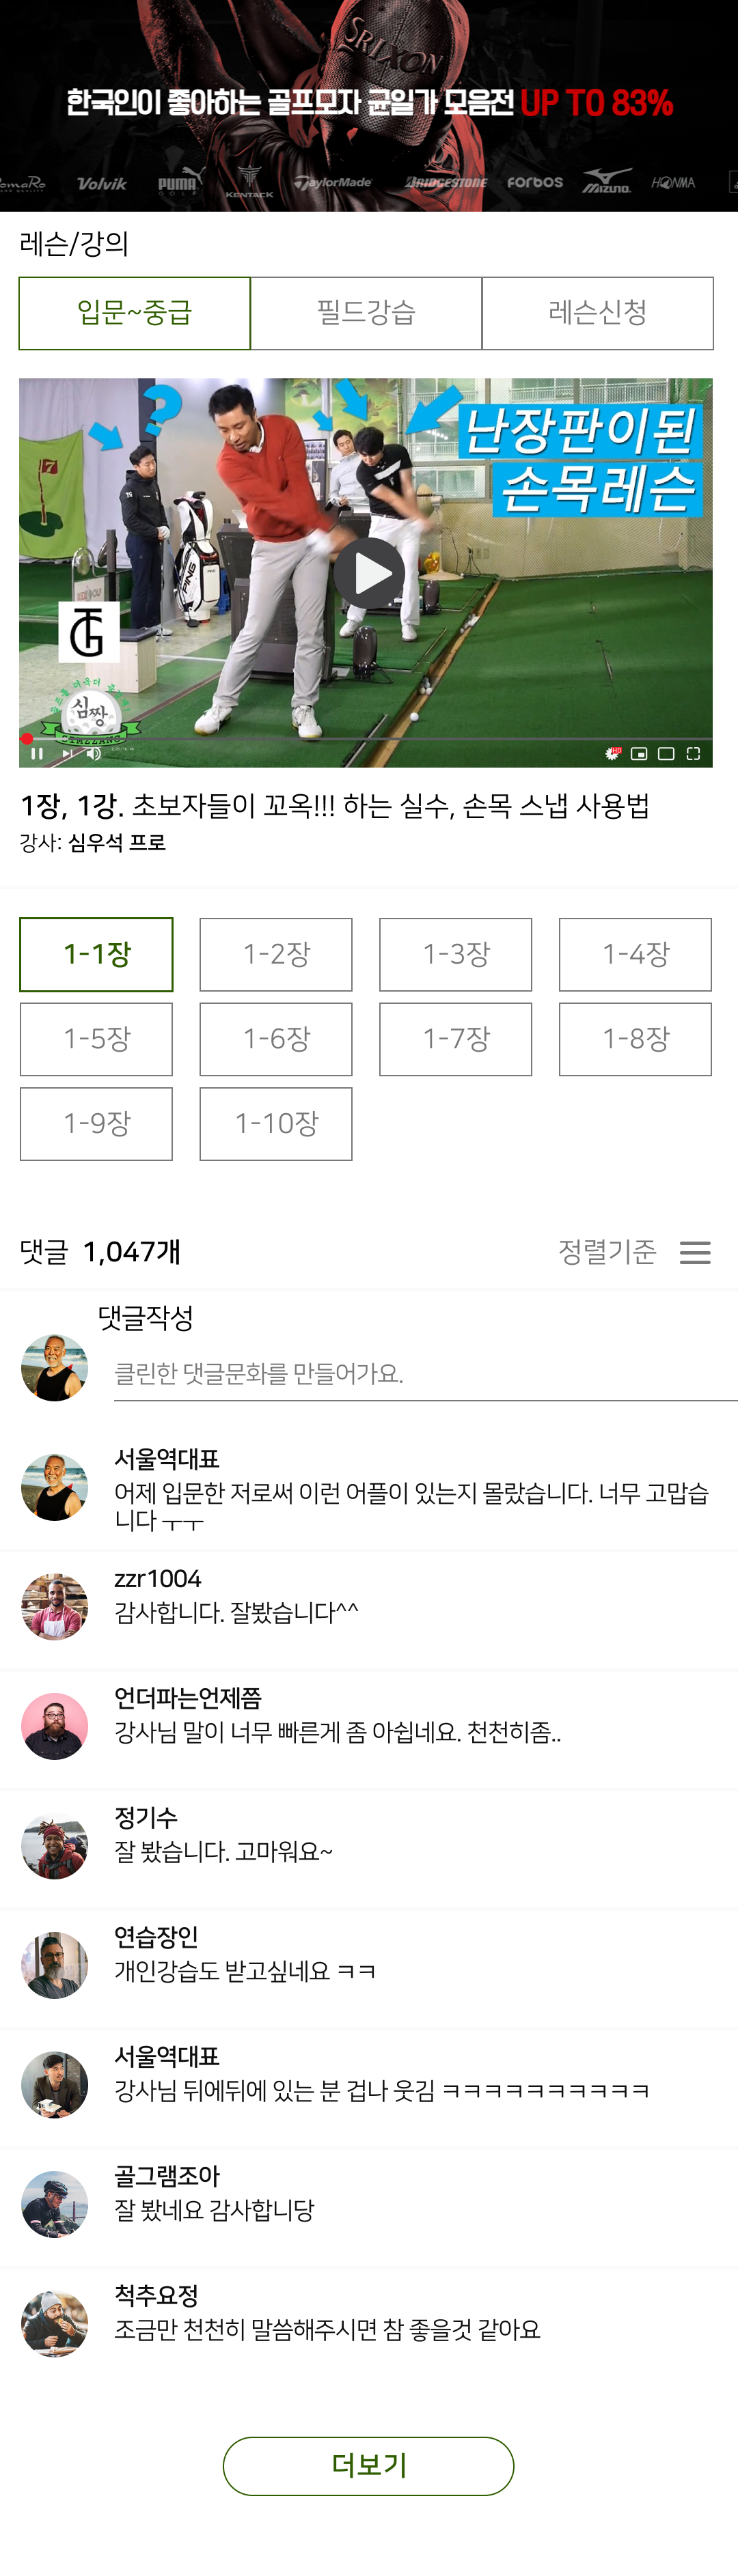 SRIXON
한국인이 좋아하는 골프모자 균일가 모음전 UP TO 83%
Volvik PUMA GOLF KENTACK TaylorMade BRIDGESTONE FORBOS MIZUNO HONMA
레슨/강의
입문~중급 필드강습 레슨신청
난장판이된
손목레슨
7
PING
TG
심짱
1장, 1강. 초보자들이 꼬옥!!! 하는 실수, 손목 스냅 사용법
강사: 심우석 프로
1-1장 1-2장 1-3장 1-4장
1-5장 1-6장 1-7장 1-8장
1-9장 1-10장
댓글 1,047개 정렬기준
댓글작성
클린한 댓글문화를 만들어가요.
서울역대표
어제 입문한 저로써 이런 어플이 있는지 몰랐습니다. 너무 고맙습
니다 ㅜㅜ
zzr1004
감사합니다. 잘봤습니다^^
언더파는언제쯤
강사님 말이 너무 빠른게 좀 아쉽네요. 천천히좀..
정기수
잘 봤습니다. 고마워요~
연습장인
개인강습도 받고싶네요 ㅋㅋ
서울역대표
강사님 뒤에뒤에 있는 분 겁나 웃김 ㅋㅋㅋㅋㅋㅋㅋㅋㅋㅋ
골그램조아
잘 봤네요 감사합니당
척추요정
조금만 천천히 말씀해주시면 참 좋을것 같아요
더보기